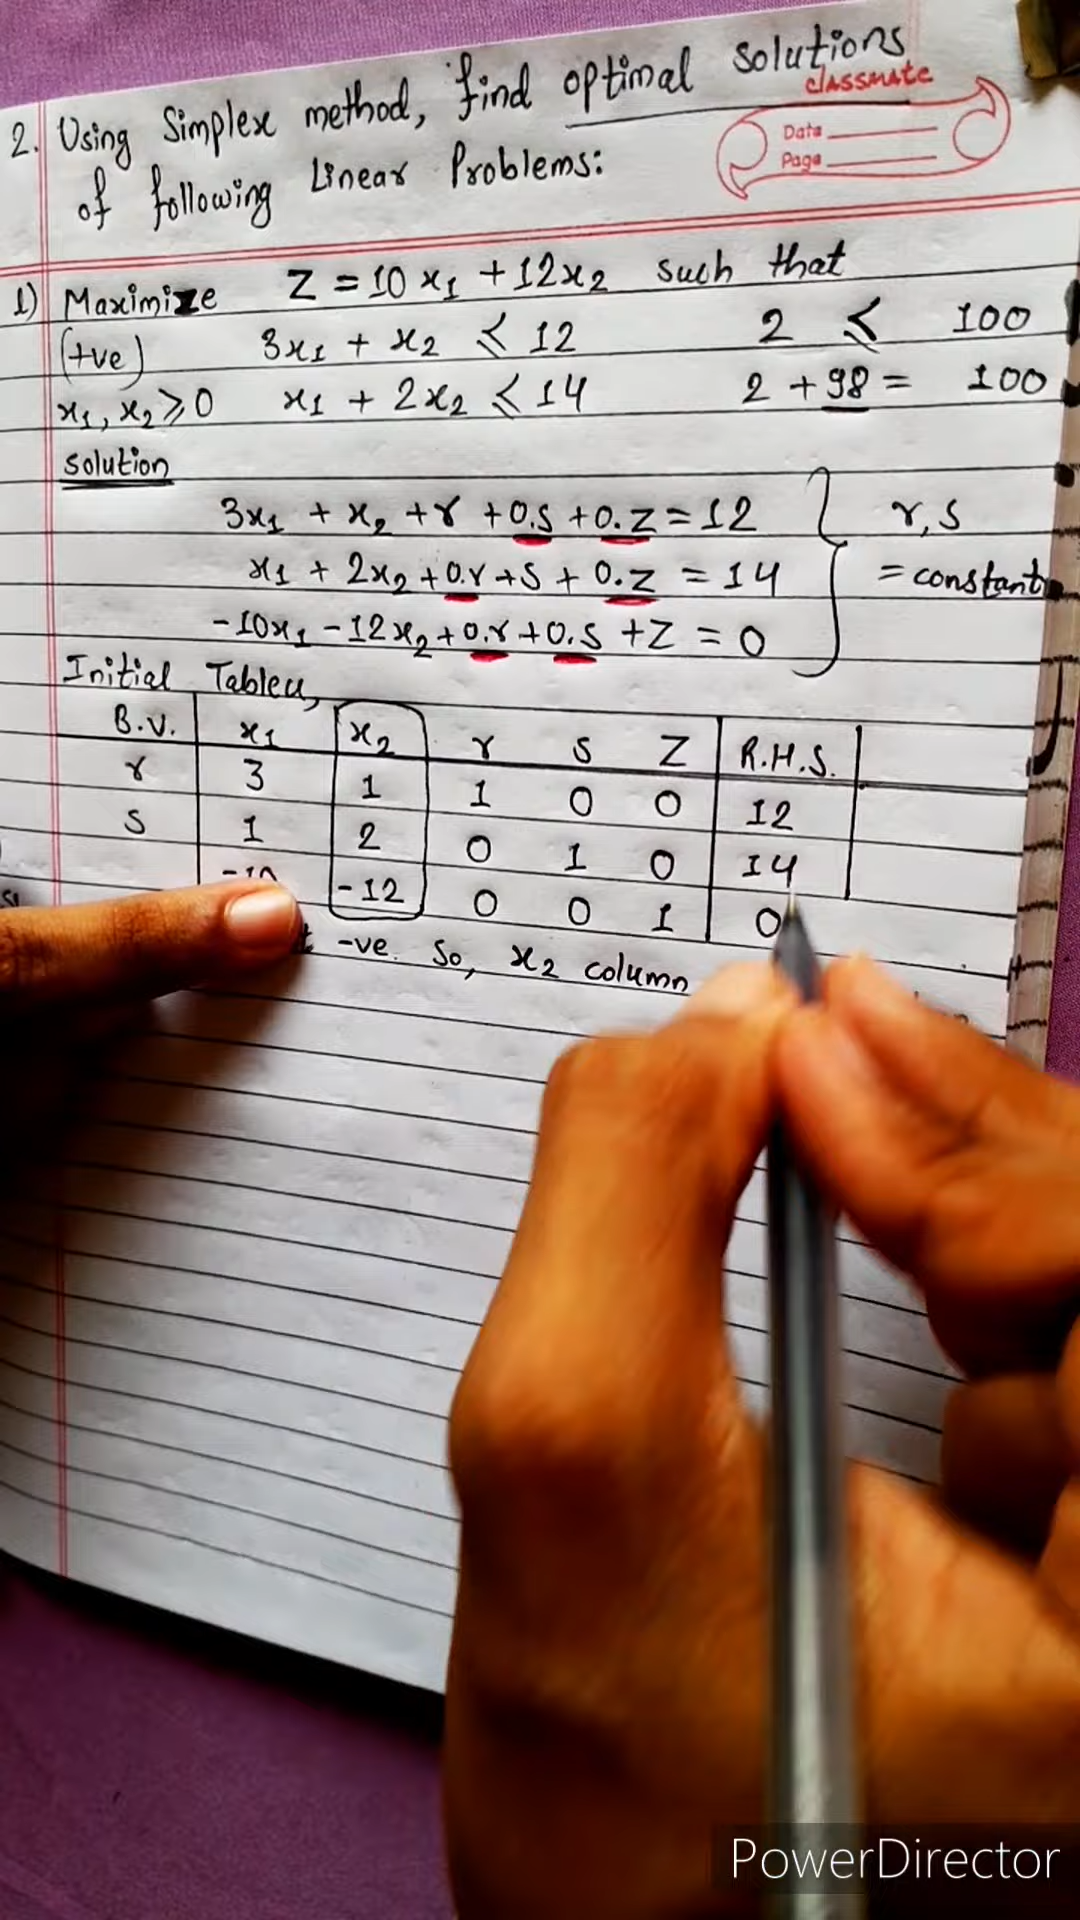 2. Using Simplex method, find optimal solutions
classmate
Date
Page
of following Linear Problems:
1) Maximize Z = 10x₁ + 12x₂ such that
(+ve) 3x₁ + x₂ ≤ 12 2 ≤ 100
x₁, x₂ ≥ 0 x₁ + 2x₂ ≤ 14 2 + 98 = 100
solution
3x₁ + x₂ + r + 0.s + 0.z = 12 r, s
x₁ + 2x₂ + 0.r + s + 0.z = 14 = constant
-10x₁ - 12x₂ + 0.r + 0.s + z = 0
Initial Tableu,
B.V. x₁ x₂ r s z R.H.S.
r 3 1 1 0 0 12
s 1 2 0 1 0 14
-10 -12 0 0 1 0
-ve. So, x₂ column
PowerDirector